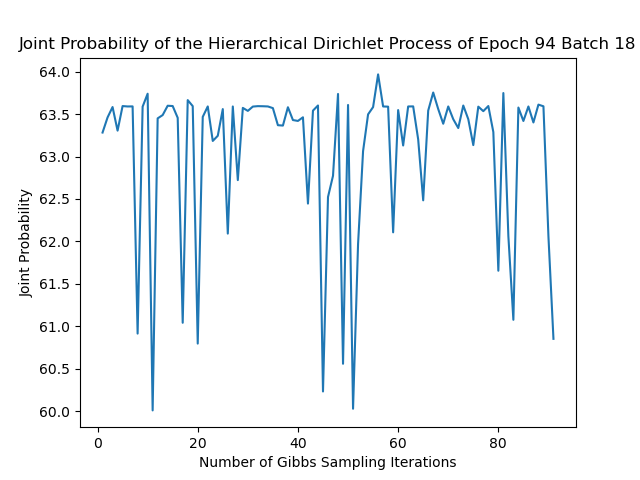 Joint Probability of the Hierarchical Dirichlet Process of Epoch 94 Batch 18
64.0
63.5
63.0
62.5
62.0
61.5
61.0
60.5
60.0
Joint Probability
0 20 40 60 80
Number of Gibbs Sampling Iterations